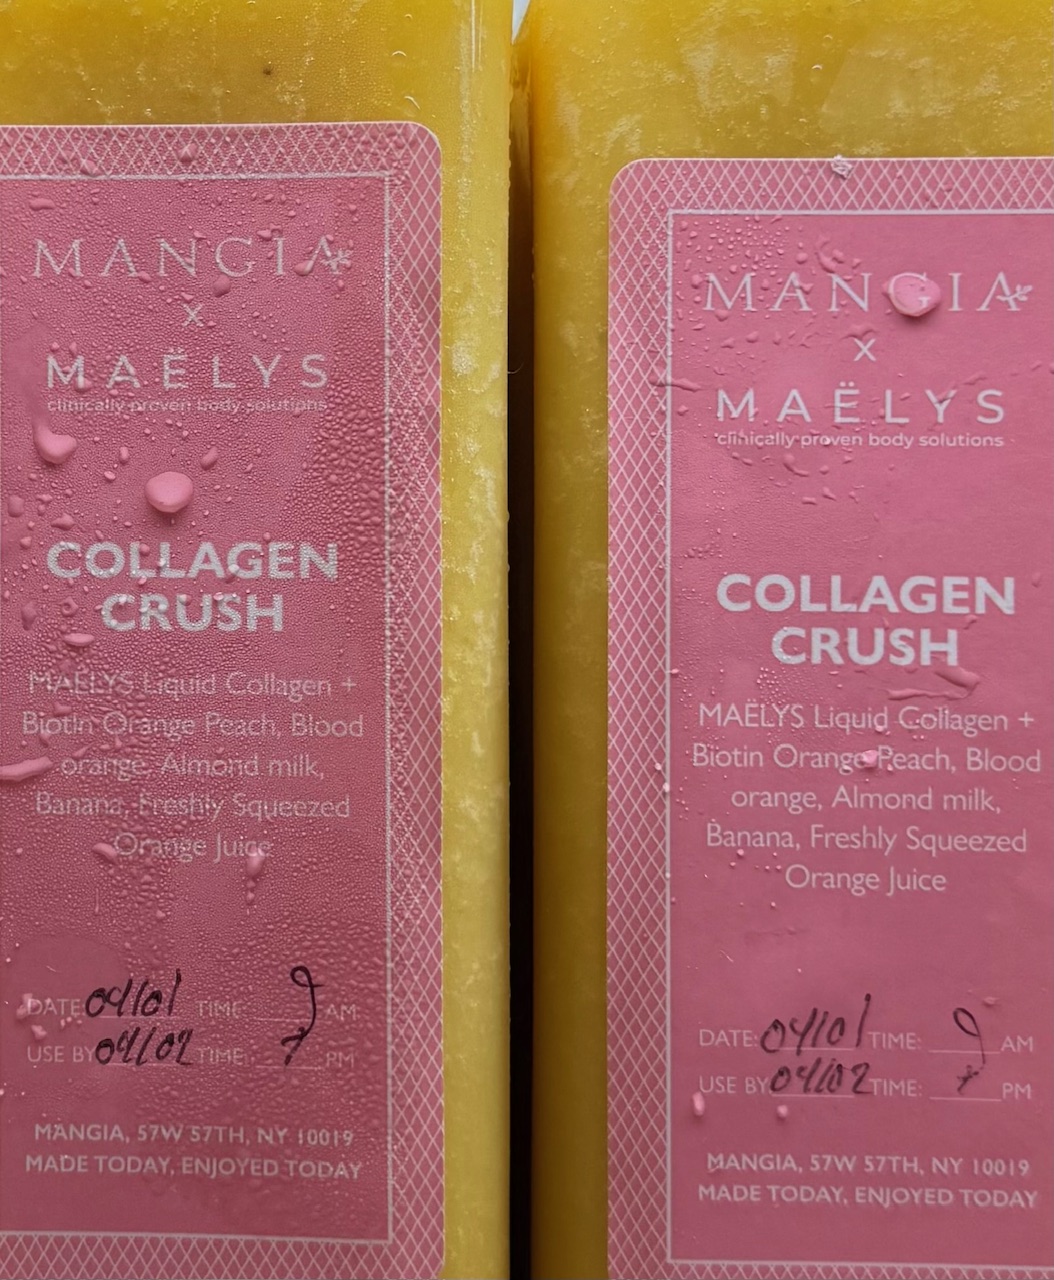 MANGIA
x
MAËLYS
clinically proven body solutions
COLLAGEN
CRUSH
MAËLYS Liquid Collagen +
Biotin Orange Peach, Blood
orange, Almond milk,
Banana, Freshly Squeezed
Orange Juice
DATE: 04/01 TIME: 9 AM
USE BY 04/02 TIME: 7 PM
MANGIA, 57W 57TH, NY 10019
MADE TODAY, ENJOYED TODAY
MANGIA
x
MAËLYS
clinically proven body solutions
COLLAGEN
CRUSH
MAËLYS Liquid Collagen +
Biotin Orange Peach, Blood
orange, Almond milk,
Banana, Freshly Squeezed
Orange Juice
DATE: 04/01 TIME: 9 AM
USE BY 04/02 TIME: 7 PM
MANGIA, 57W 57TH, NY 10019
MADE TODAY, ENJOYED TODAY